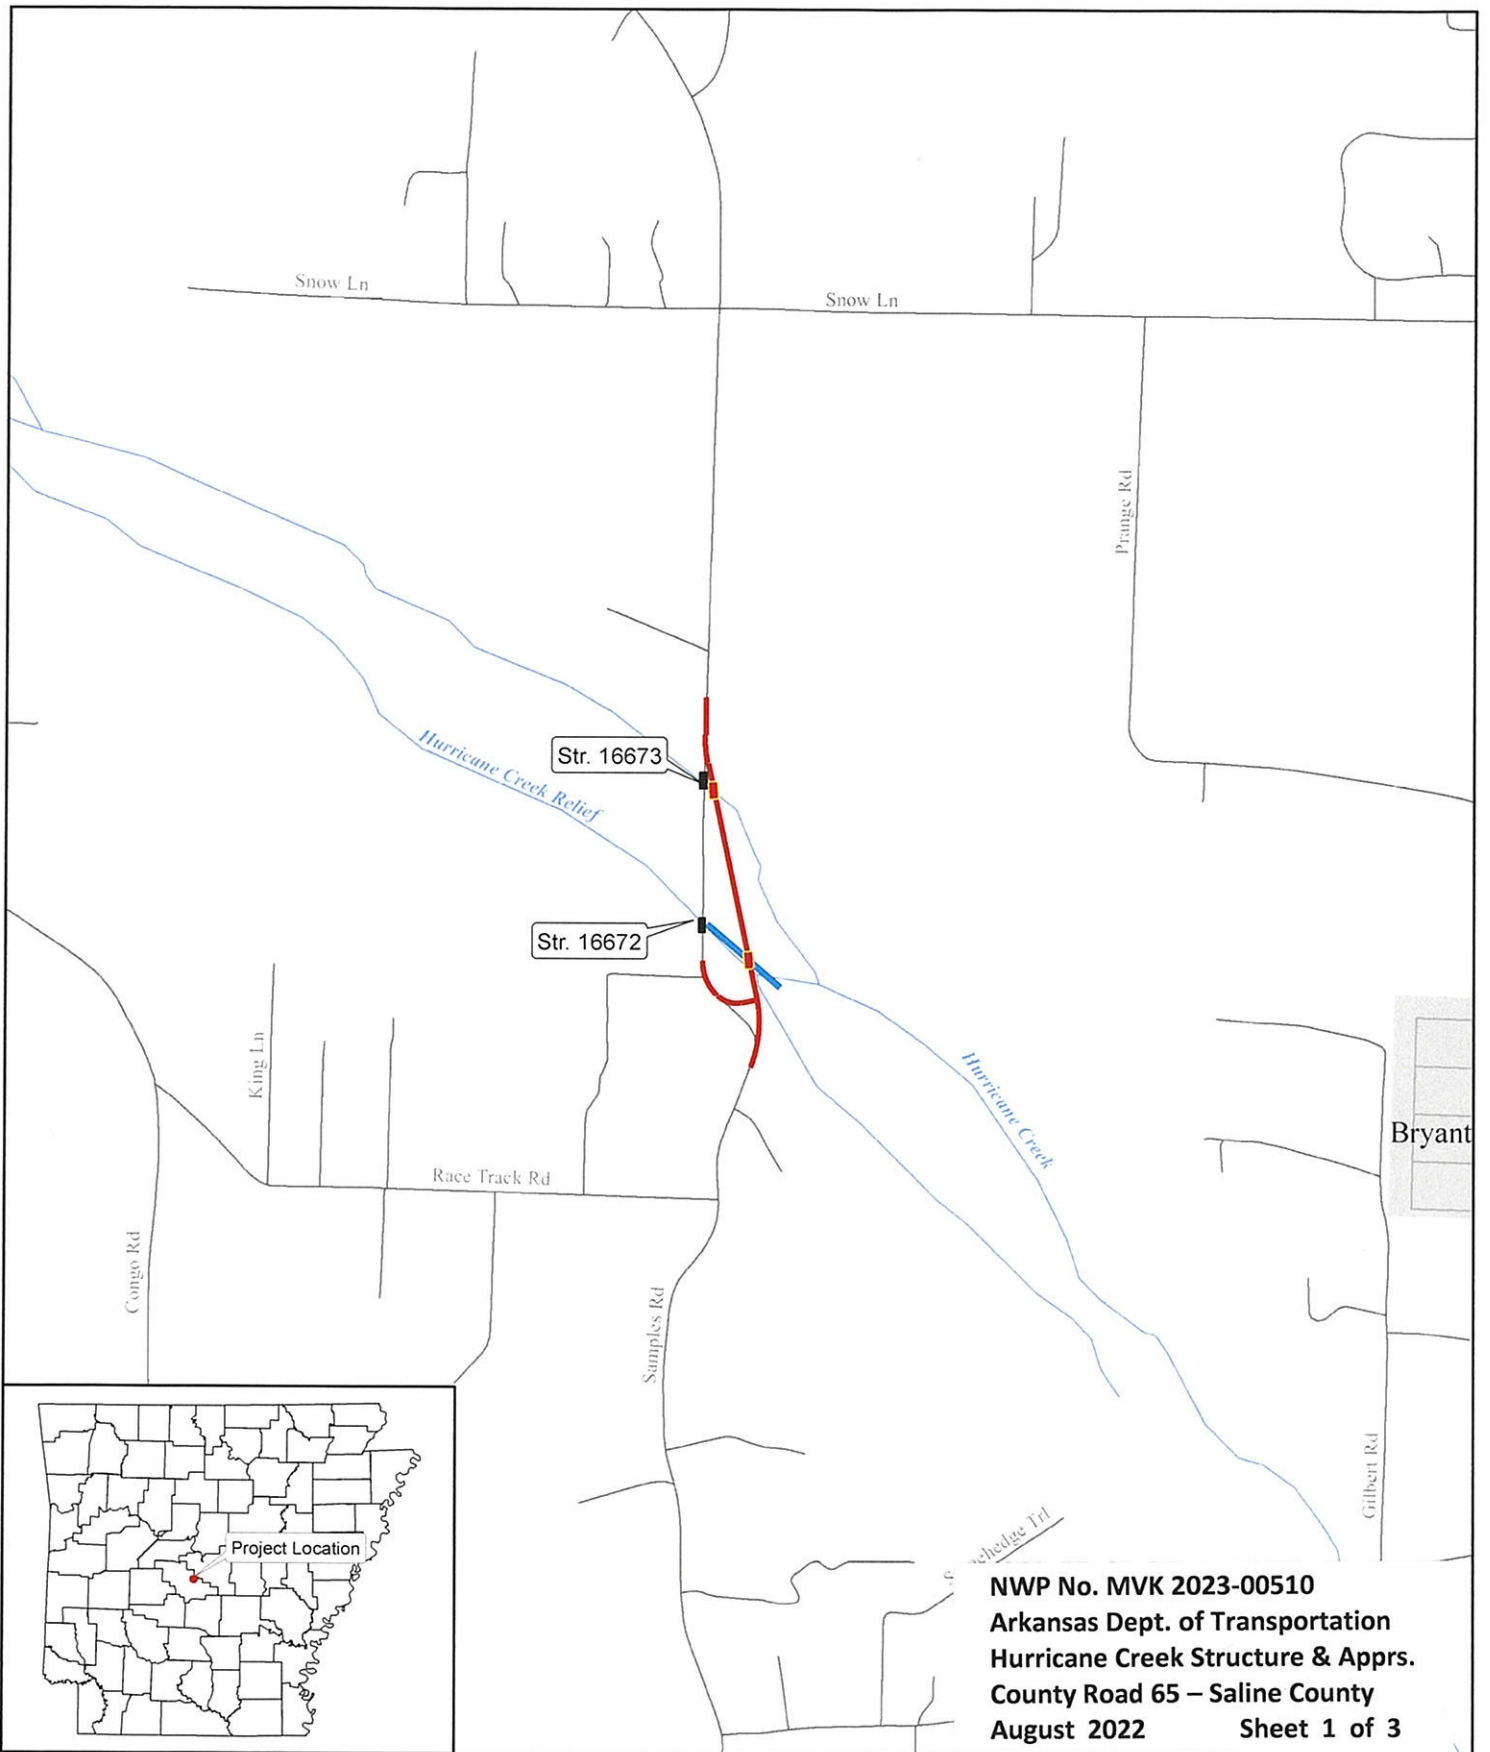 Snow Ln
Snow Ln
Prange Rd
Str. 16673
Hurricane Creek Relief
Str. 16672
King Ln
Hurricane Creek
Bryant
Race Track Rd
Congo Rd
Samples Rd
Gilbert Rd
Project Location
Trl
NWP No. MVK 2023-00510
Arkansas Dept. of Transportation
Hurricane Creek Structure & Apprs.
County Road 65 – Saline County
August 2022 Sheet 1 of 3